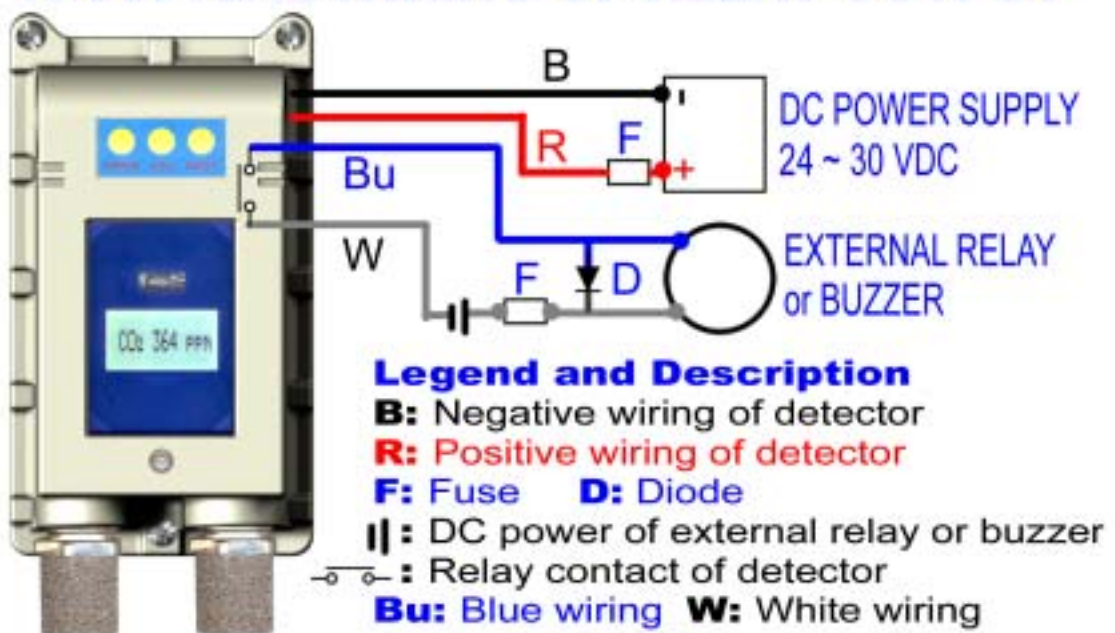 B
DC POWER SUPPLY
24 ~ 30 VDC
R
F
+
Bu
W
EXTERNAL RELAY
or BUZZER
F
D
CO2 364 PPM
Legend and Description
B: Negative wiring of detector
R: Positive wiring of detector
F: Fuse D: Diode
: DC power of external relay or buzzer
: Relay contact of detector
Bu: Blue wiring W: White wiring